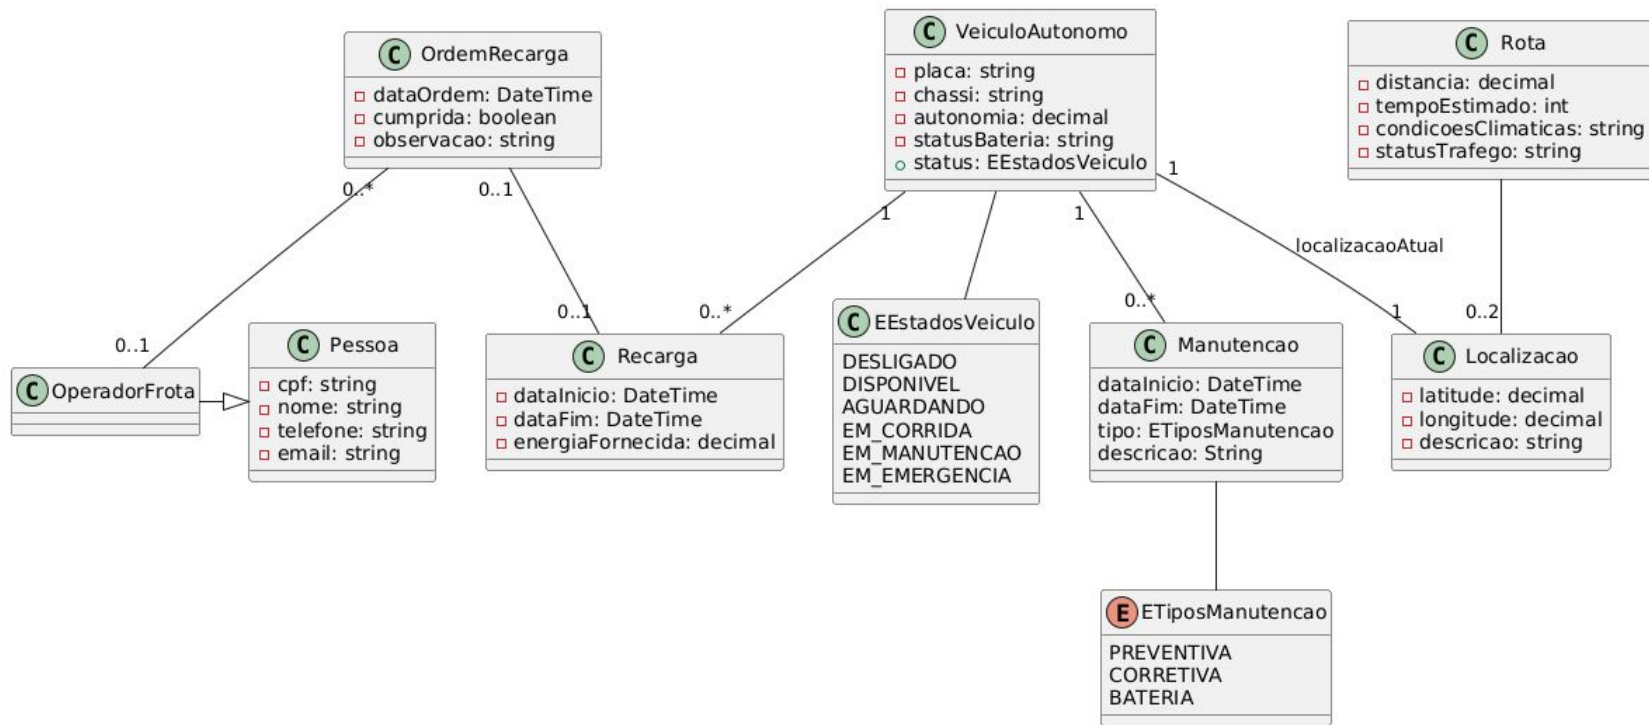 C OrdemRecarga
dataOrdem: DateTime
cumprida: boolean
observacao: string
C VeiculoAutonomo
placa: string
chassi: string
autonomia: decimal
statusBateria: string
status: EEstadosVeiculo
C Rota
distancia: decimal
tempoEstimado: int
condicoesClimaticas: string
statusTrafego: string
0..*
0..1
1
1
1
localizacaoAtual
0..1
0..1
0..*
0..*
1
0..2
C OperadorFrota
C Pessoa
cpf: string
nome: string
telefone: string
email: string
C Recarga
dataInicio: DateTime
dataFim: DateTime
energiaFornecida: decimal
C EEstadosVeiculo
DESLIGADO
DISPONIVEL
AGUARDANDO
EM_CORRIDA
EM_MANUTENCAO
EM_EMERGENCIA
C Manutencao
dataInicio: DateTime
dataFim: DateTime
tipo: ETiposManutencao
descricao: String
C Localizacao
latitude: decimal
longitude: decimal
descricao: string
E ETiposManutencao
PREVENTIVA
CORRETIVA
BATERIA